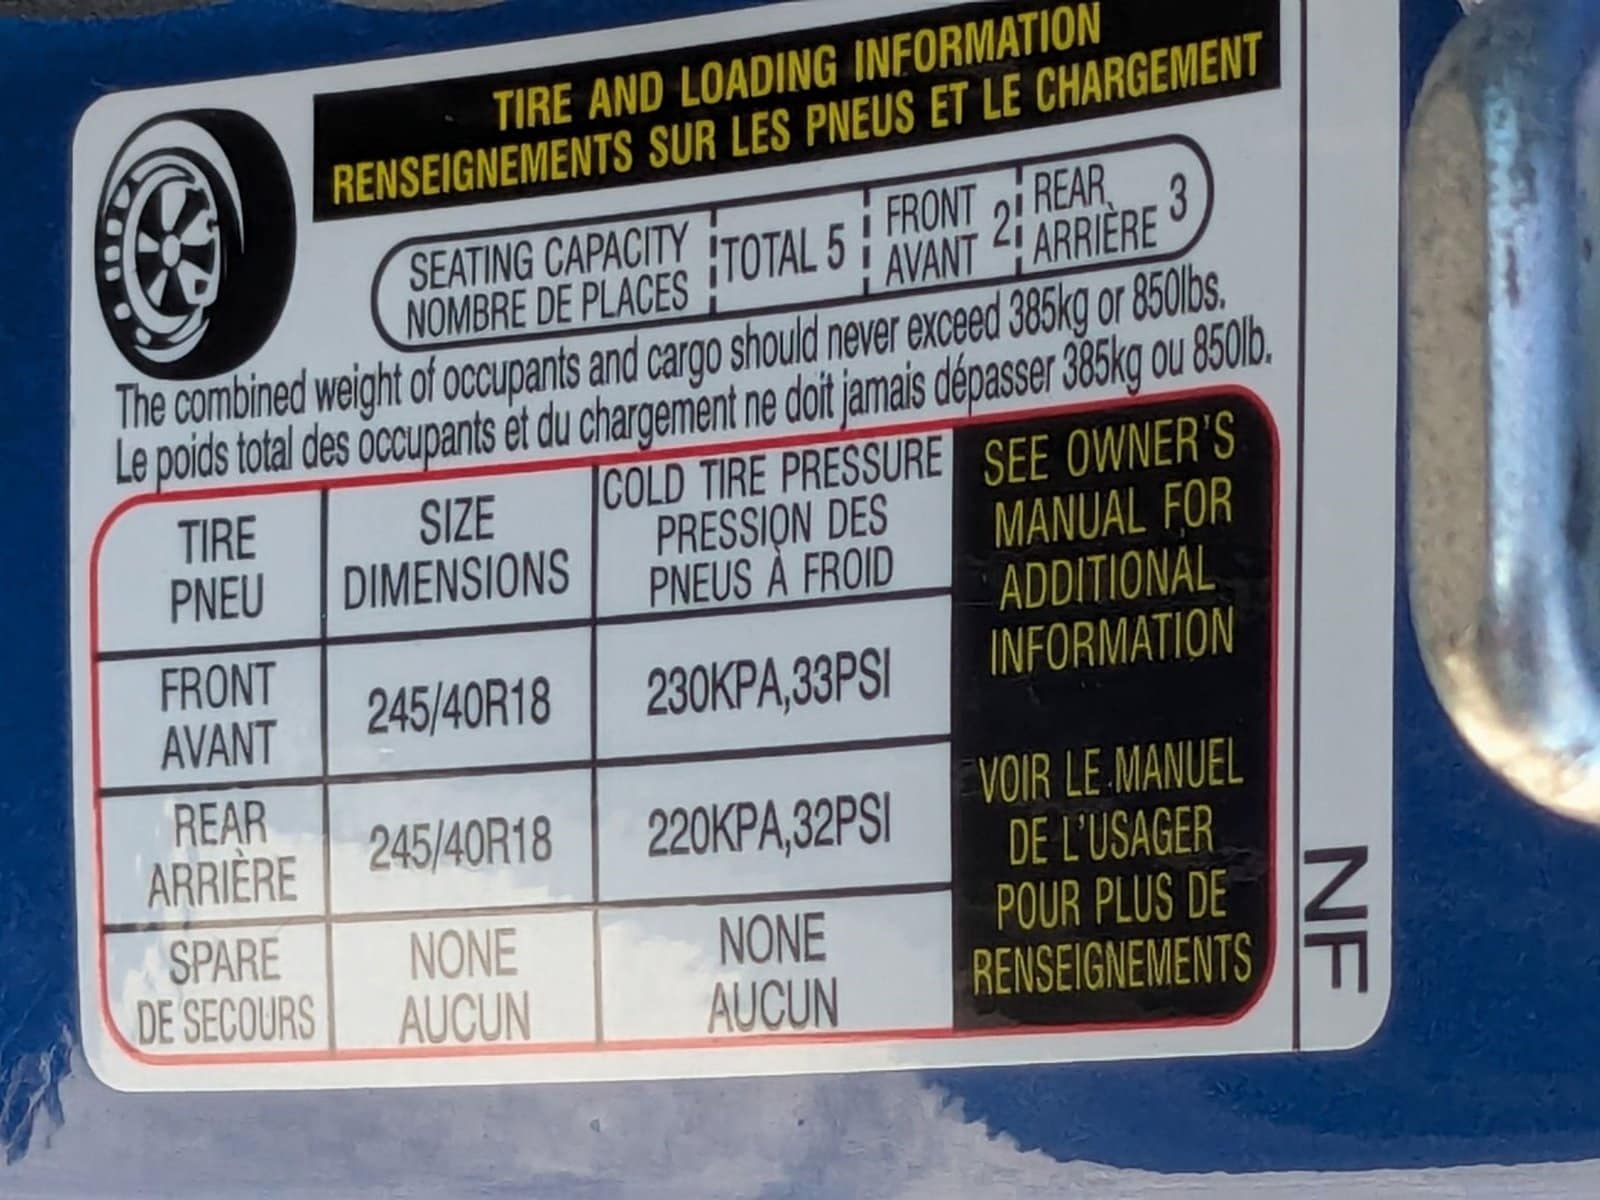 TIRE AND LOADING INFORMATION
RENSEIGNEMENTS SUR LES PNEUS ET LE CHARGEMENT
SEATING CAPACITY
NOMBRE DE PLACES
TOTAL 5
FRONT
AVANT
2
REAR
ARRIÈRE
3
The combined weight of occupants and cargo should never exceed 385kg or 850lbs.
Le poids total des occupants et du chargement ne doit jamais dépasser 385kg ou 850lb.
TIRE
PNEU
SIZE
DIMENSIONS
COLD TIRE PRESSURE
PRESSION DES
PNEUS À FROID
FRONT
AVANT
245/40R18
230KPA,33PSI
REAR
ARRIÈRE
245/40R18
220KPA,32PSI
SPARE
DE SECOURS
NONE
AUCUN
NONE
AUCUN
SEE OWNER'S
MANUAL FOR
ADDITIONAL
INFORMATION
VOIR LE MANUEL
DE L'USAGER
POUR PLUS DE
RENSEIGNEMENTS
NF